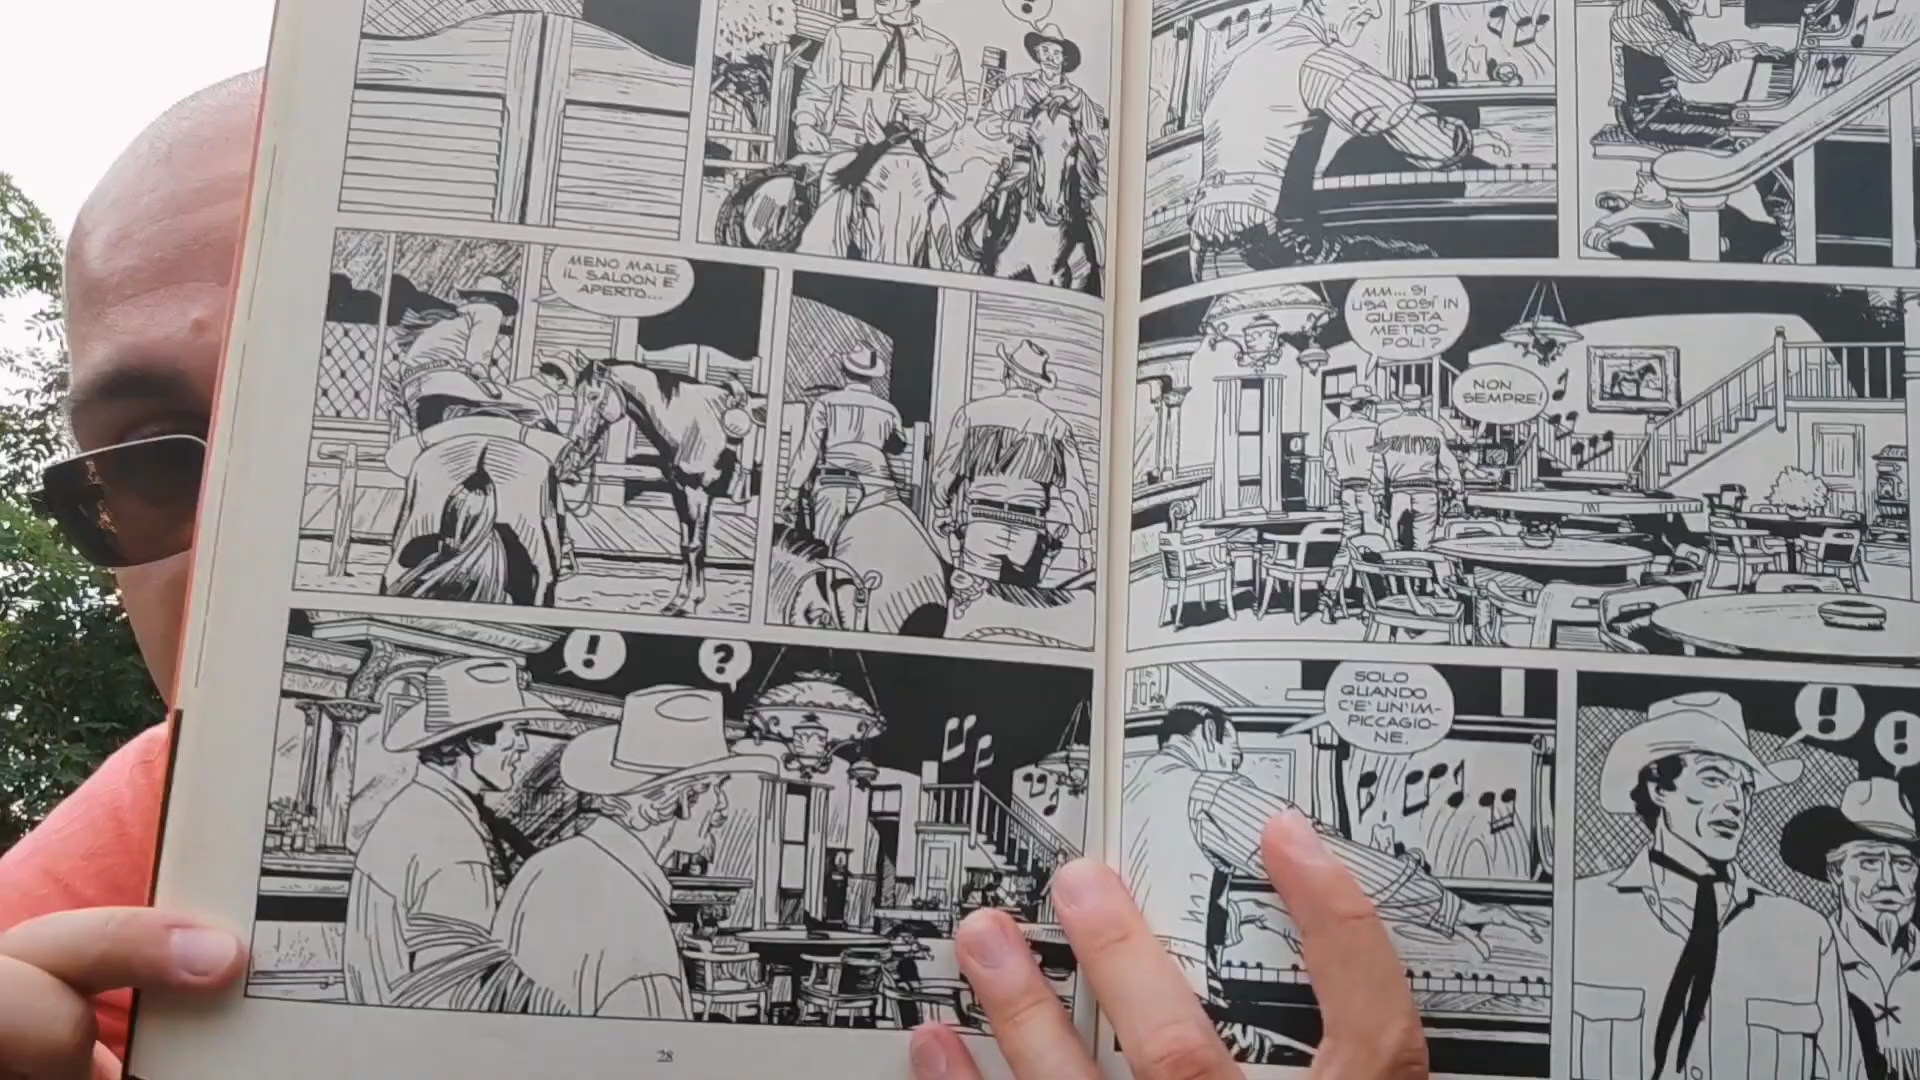 !
MENO MALE,
IL SALOON E'
APERTO...
!
?
28
MM... SI
USA COSÍ IN
QUESTA
METRO-
POLI?
NON
SEMPRE!
SOLO
QUANDO
C'E' UN'IM-
PICCAGIO-
NE.
!
!